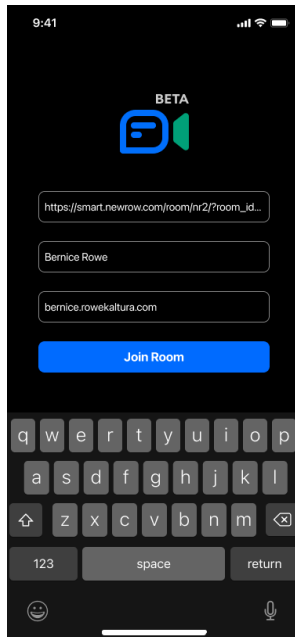 9:41
BETA
https://smart.newrow.com/room/nr2/?room_id...
Bernice Rowe
bernice.rowekaltura.com
Join Room
q w e r t y u i o p
a s d f g h j k l
z x c v b n m
123 space return